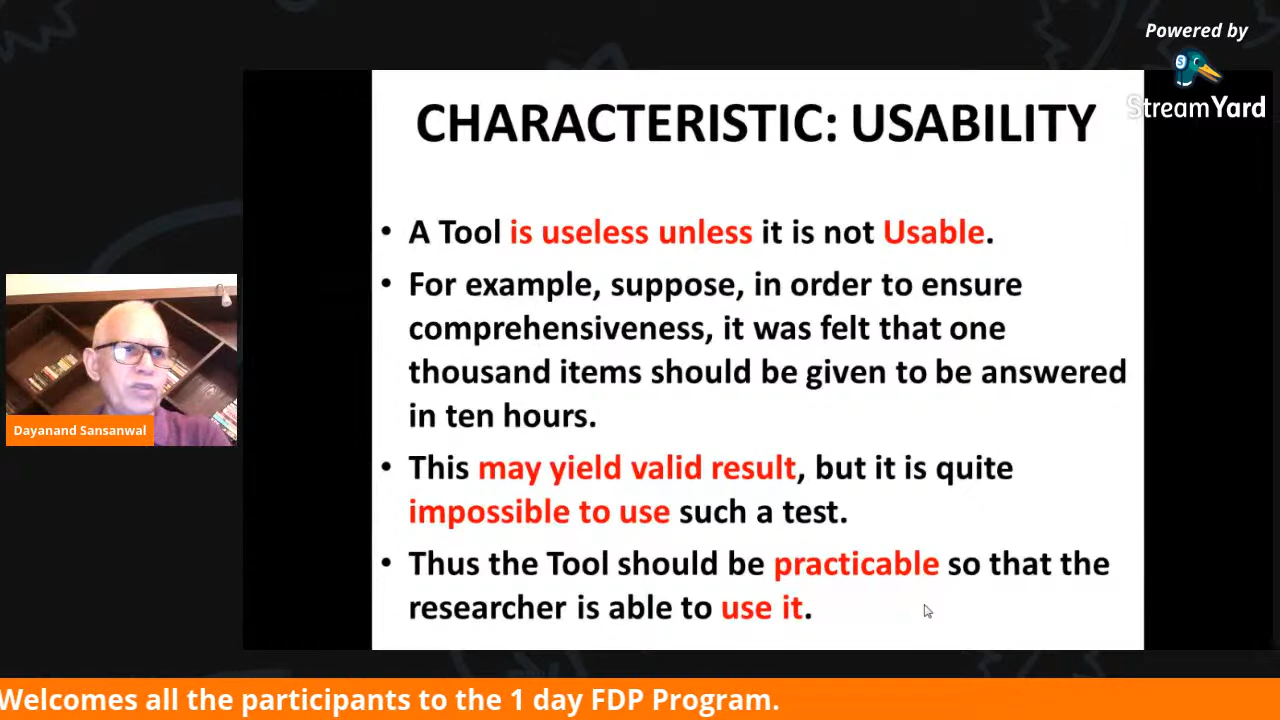 Powered by
StreamYard
CHARACTERISTIC: USABILITY
• A Tool is useless unless it is not Usable.
• For example, suppose, in order to ensure
comprehensiveness, it was felt that one
thousand items should be given to be answered
in ten hours.
• This may yield valid result, but it is quite
impossible to use such a test.
• Thus the Tool should be practicable so that the
researcher is able to use it.
Dayanand Sansanwal
Welcomes all the participants to the 1 day FDP Program.